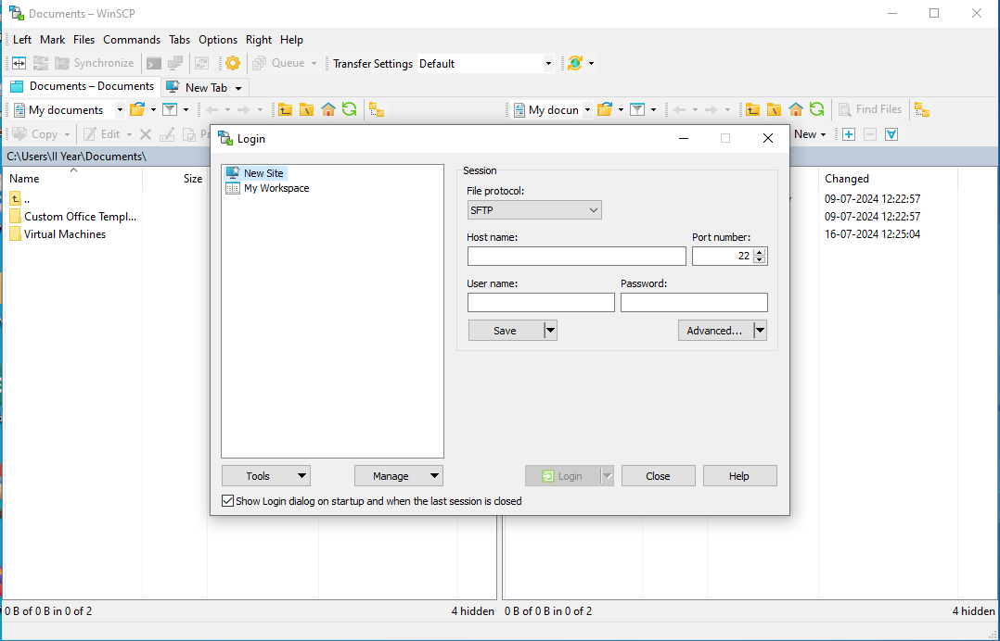 Documents – WinSCP
Left Mark Files Commands Tabs Options Right Help
Synchronize Queue Transfer Settings Default
Documents – Documents New Tab
My documents My docun Find Files
Copy Edit New
C:\Users\II Year\Documents\
Name Size Changed
..
09-07-2024 12:22:57
Custom Office Templ... 09-07-2024 12:22:57
Virtual Machines 16-07-2024 12:25:04
Login
New Site
My Workspace
Session
File protocol:
SFTP
Host name: Port number:
22
User name: Password:
Save Advanced...
Tools Manage Login Close Help
Show Login dialog on startup and when the last session is closed
0 B of 0 B in 0 of 2 4 hidden 0 B of 0 B in 0 of 2 4 hidden